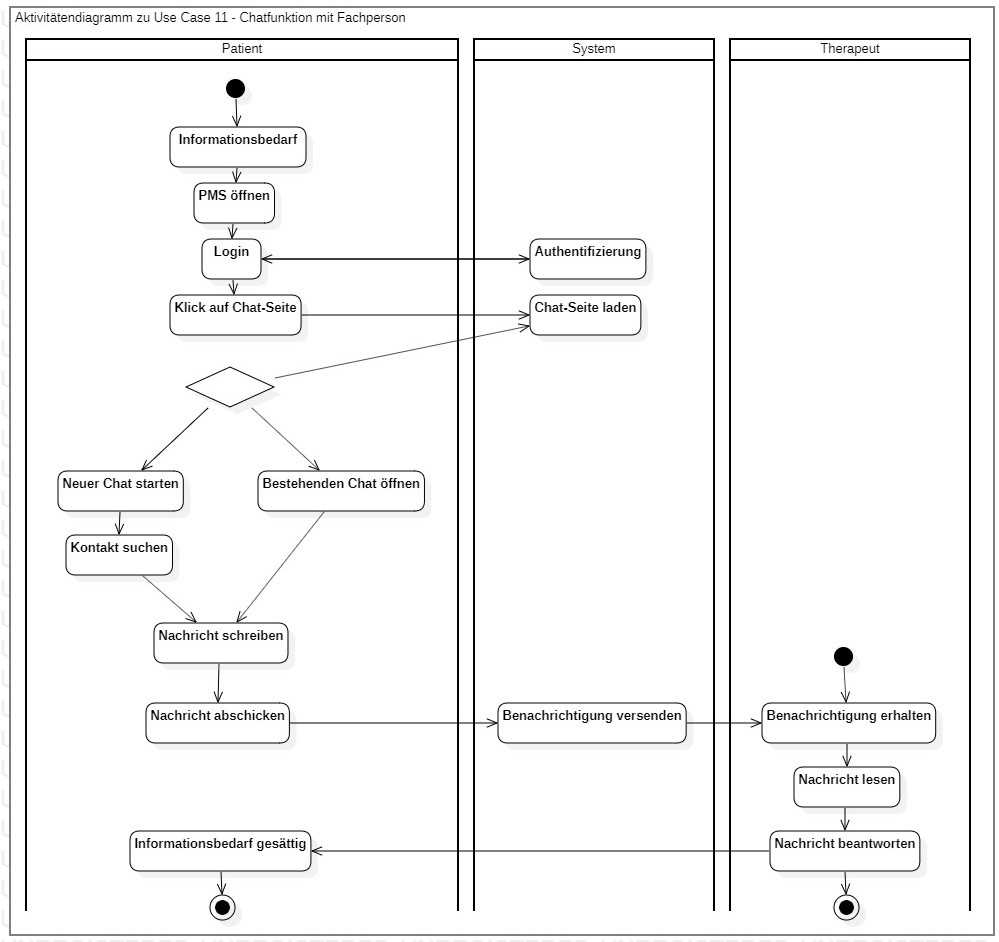 Aktivitätendiagramm zu Use Case 11 - Chatfunktion mit Fachperson
Patient
System
Therapeut
Informationsbedarf
PMS öffnen
Login
Authentifizierung
Klick auf Chat-Seite
Chat-Seite laden
Neuer Chat starten
Bestehenden Chat öffnen
Kontakt suchen
Nachricht schreiben
Nachricht abschicken
Benachrichtigung versenden
Benachrichtigung erhalten
Nachricht lesen
Informationsbedarf gesättig
Nachricht beantworten